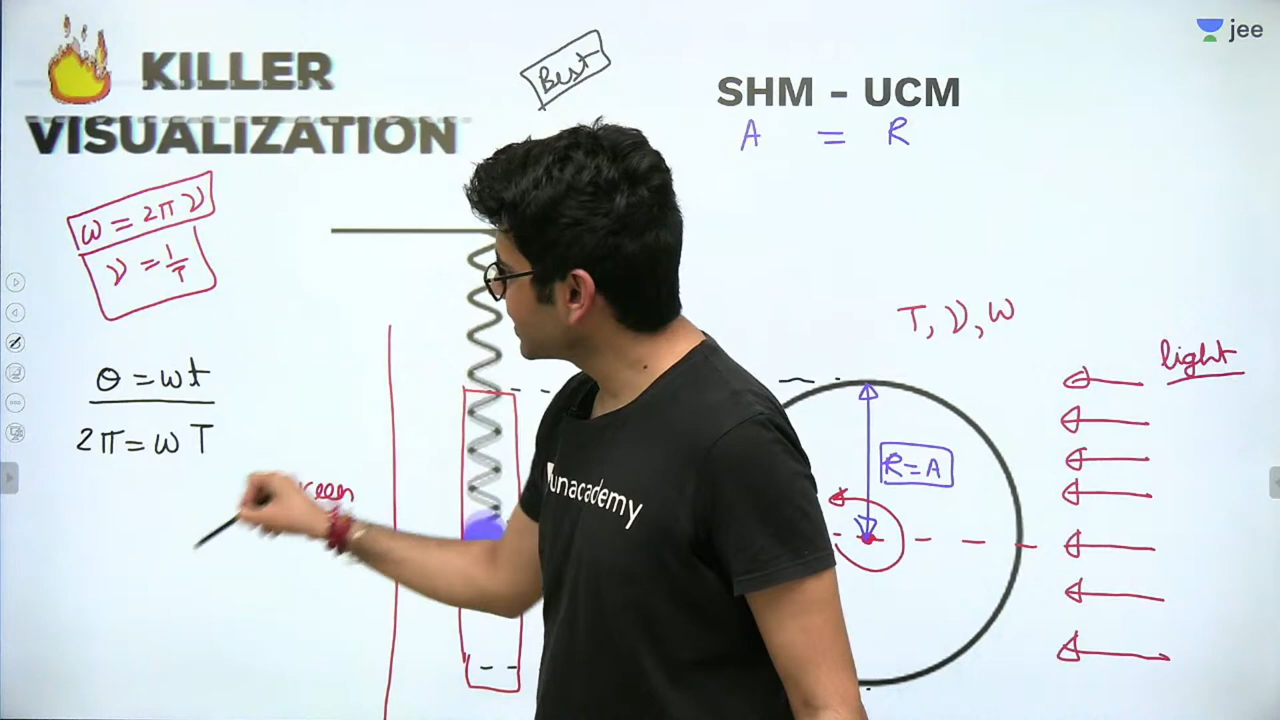 jee
KILLER
VISUALIZATION
Best
SHM - UCM
A = R
ω = 2πν
ν = 1/T
T, ν, ω
light
θ = ωt
2π = ωT
R = A
unacademy